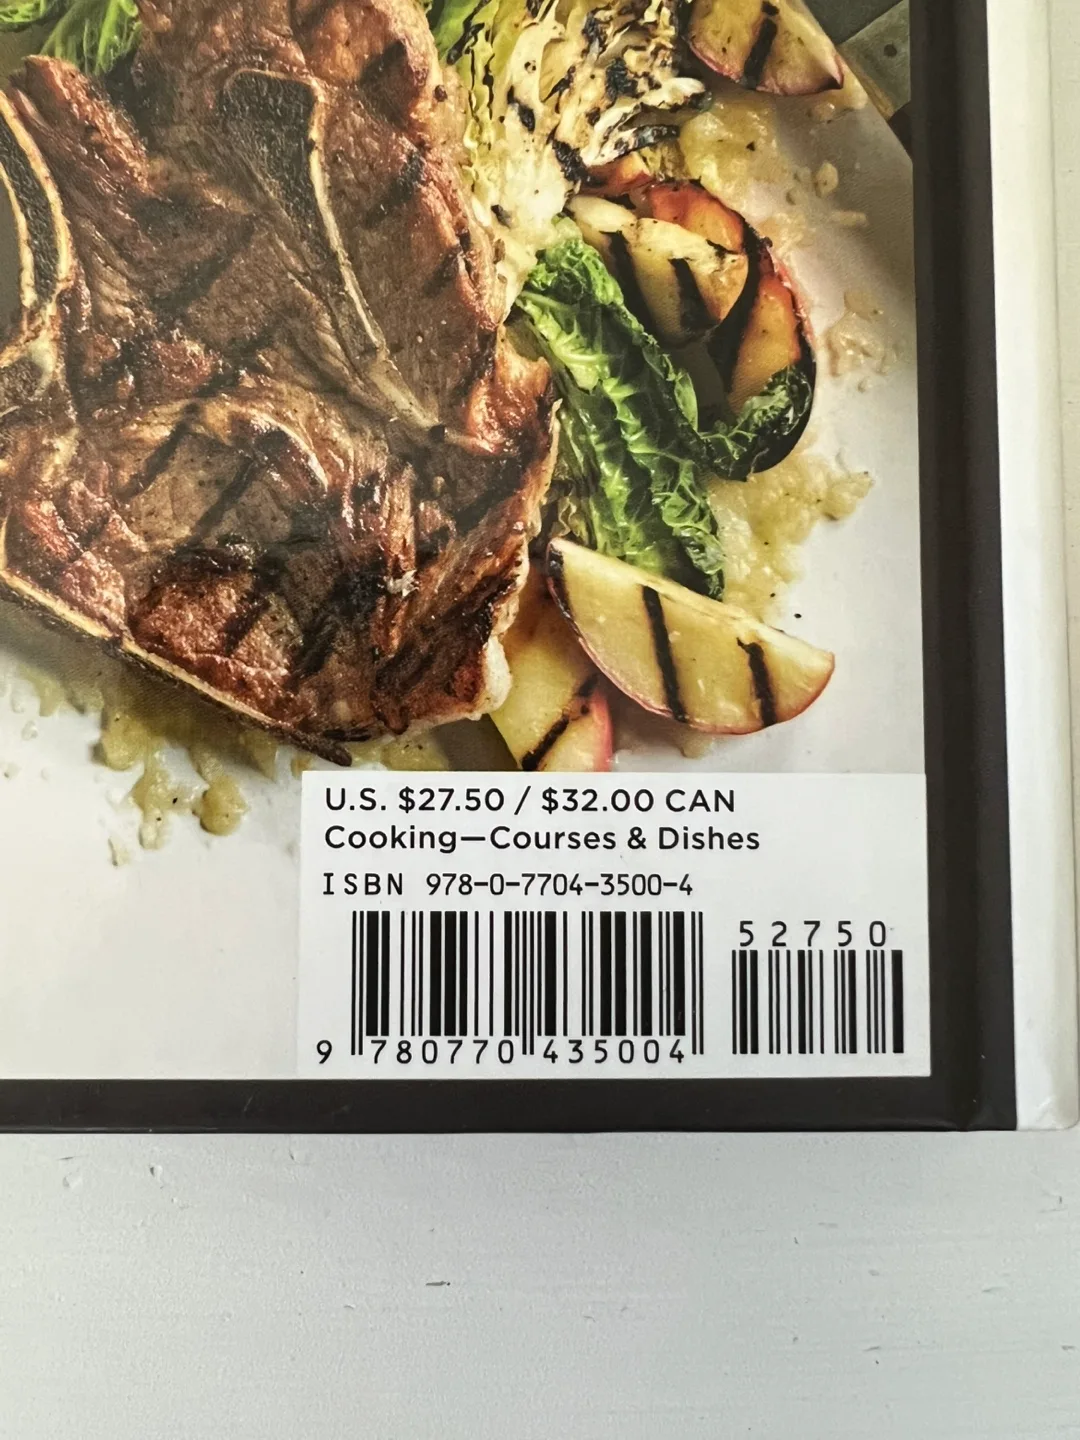 U.S. $27.50 / $32.00 CAN
Cooking—Courses & Dishes
ISBN 978-0-7704-3500-4
52750
9 780770 435004